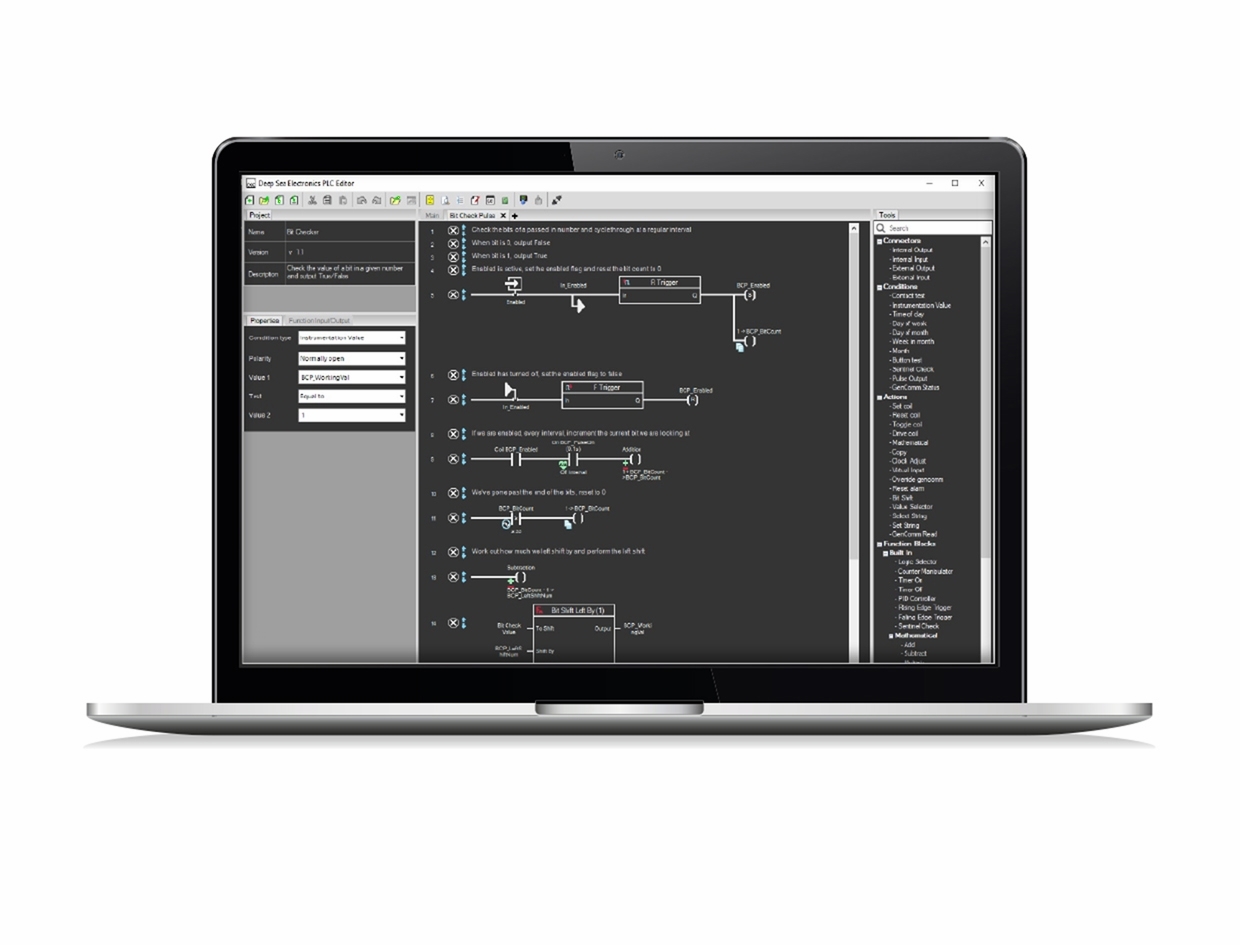 Deep Sea Electronics PLC Editor
Project
Name Bit Checker
Version v 1.1
Description Check the value of a bit in a given number
and output True/False
Properties Function Input/Output
Condition type Instrumentation Value
Polarity Normally open
Value 1 BCP_WorkingVal
Test Equal to
Value 2 1
Main Bit Check Pulse
1 Check the bits of a passed in number and cycle through at a regular interval
2 When bit is 0, output False
3 When bit is 1, output True
4 Enabled is active, set the enabled flag and reset the bit count to 0
5
Enabled
In_Enabled
R Trigger
In Q
BCP_Enabled
1 -> BCP_BitCount
6 Enabled has turned off, set the enabled flag to false
7
In_Enabled
F Trigger
In Q
BCP_Enabled
If we are enabled, every interval, increment the current bit we are looking at
Coil BCP_Enabled
(0.1s)
On Interval
Addition
1 + BCP_BitCount -
>BCP_BitCount
10 We've gone past the end of the bits, reset to 0
11
BCP_BitCount
1 -> BCP_BitCount
12 Work out how much we left shift by and perform the left shift
13
Subtraction
BCP_LeftShiftNum
14
Bit Shift Left By (1)
Bit Check
Value
To Shift Output
BCP_Worki
ngVal
BCP_LeftS
hiftNum
Shift by
Tools
Search
Connectors
Internal Output
Internal Input
External Output
External Input
Conditions
Contact test
Instrumentation Value
Time of day
Day of week
Day of month
Week in month
Month
Button test
Sentinel Check
Pulse Output
GenComm Status
Actions
Set coil
Reset coil
Toggle coil
Drive coil
Mathematical
Copy
Clock Adjust
Virtual Input
Override gencomm
Reset alarm
Bit Shift
Value Selector
Select String
Set String
GenComm Read
Function Blocks
Built In
Logic Selector
Counter Manipulator
Timer On
Timer Off
PID Controller
Rising Edge Trigger
Falling Edge Trigger
Sentinel Check
Mathematical
Add
Subtract